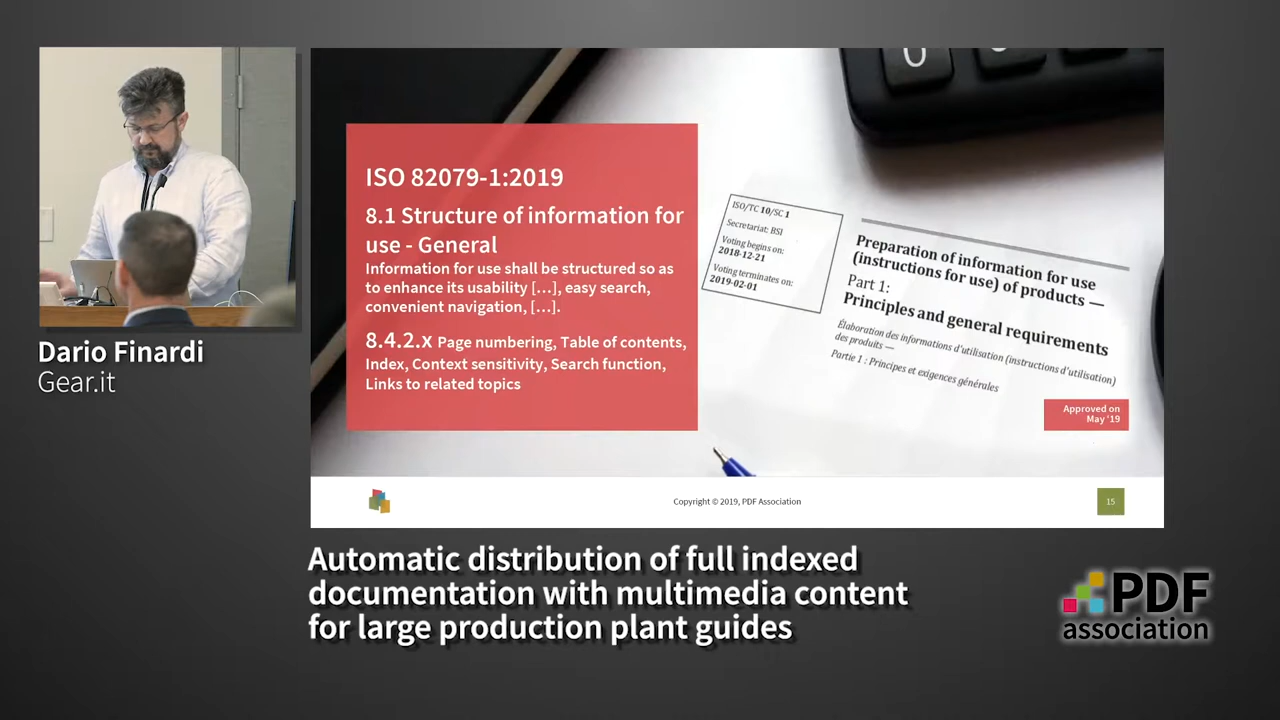 ISO 82079-1:2019
8.1 Structure of information for
use - General
Information for use shall be structured so as
to enhance its usability […], easy search,
convenient navigation, […].
8.4.2.x Page numbering, Table of contents,
Index, Context sensitivity, Search function,
Links to related topics
ISO/TC 10/SC 1
Secretariat: BSI
Voting begins on:
2018-12-21
Voting terminates on:
2019-02-01
Preparation of information for use
(instructions for use) of products —
Part 1:
Principles and general requirements
Élaboration des informations d'utilisation (instructions d'utilisation)
des produits —
Partie 1 : Principes et exigences générales
Approved on
May '19
Copyright © 2019, PDF Association
15
Dario Finardi
Gear.it
Automatic distribution of full indexed
documentation with multimedia content
for large production plant guides
PDF
association